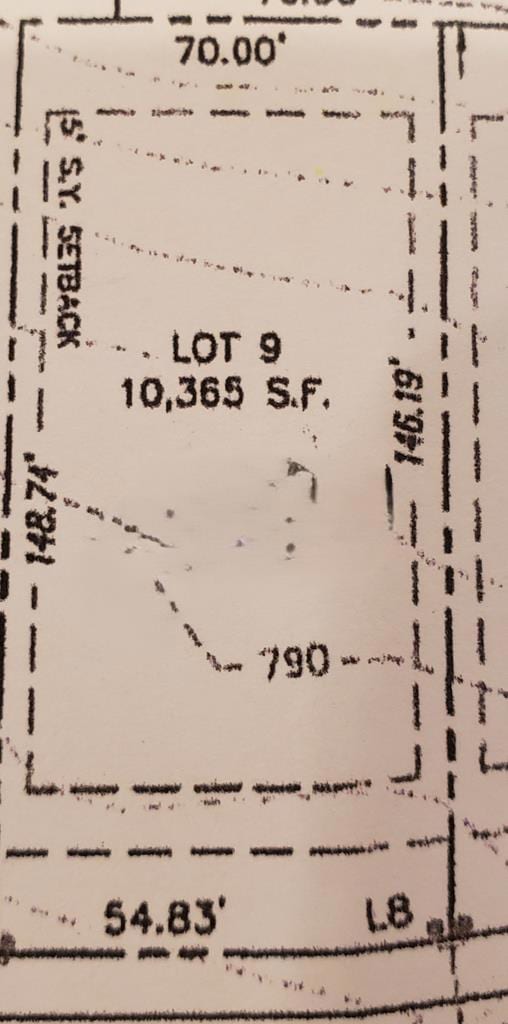 70.00'
5' S.Y. SETBACK
LOT 9
10,365 S.F.
146.19'
148.74'
790
54.83'
L8